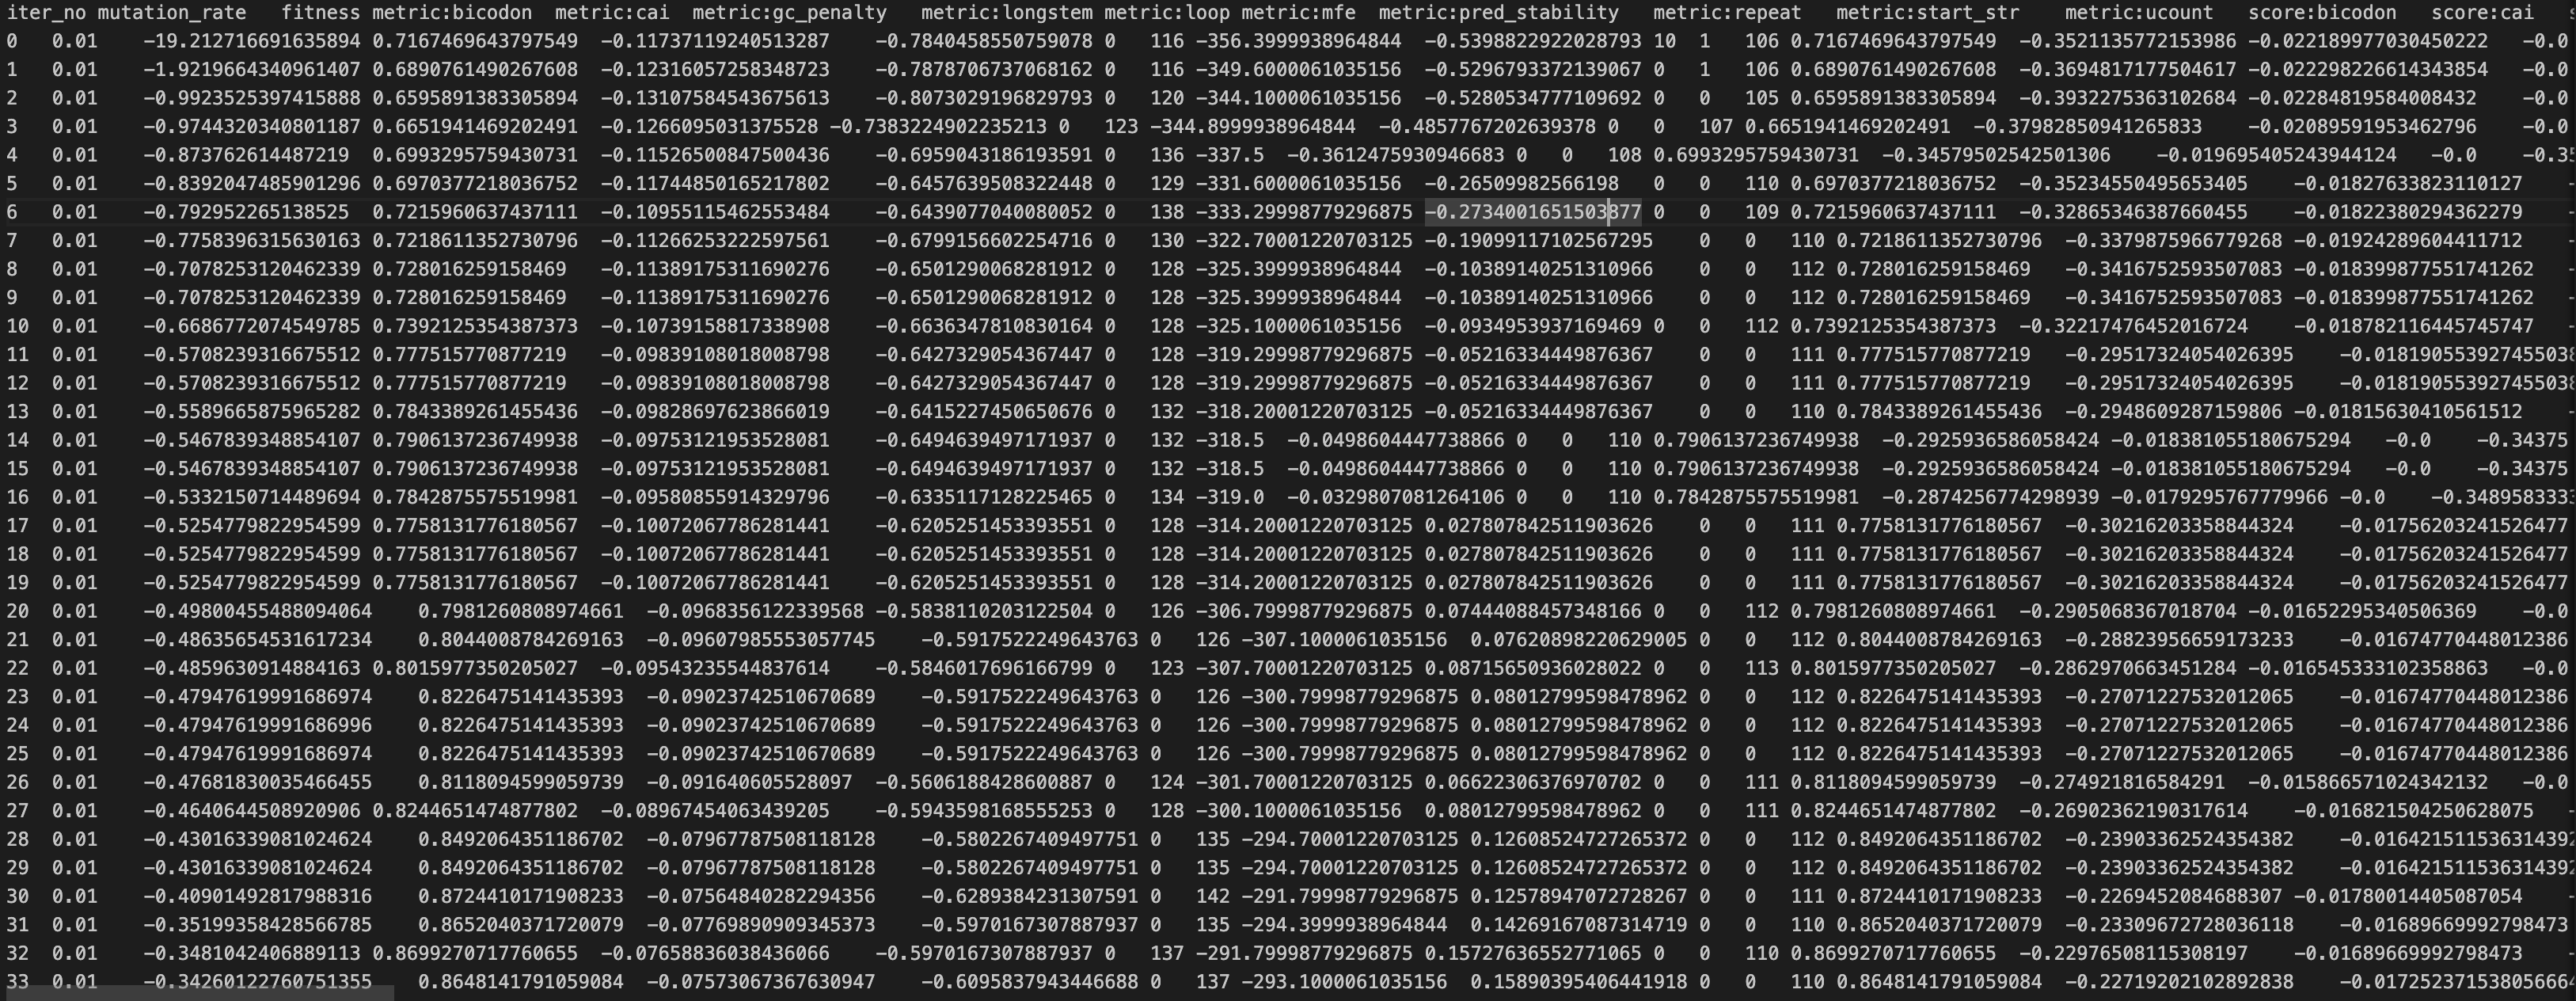 iter_no mutation_rate fitness metric:bicodon metric:cai metric:gc_penalty metric:longstem metric:loop metric:mfe metric:pred_stability metric:repeat metric:start_str metric:ucount score:bicodon score:cai
0 0.01 -19.212716691635894 0.7167469643797549 -0.11737119240513287 -0.7840458550759078 0 116 -356.3999938964844 -0.5398822922028793 10 1 106 0.7167469643797549 -0.3521135772153986 -0.022189977030450222 -0.0
1 0.01 -1.9219664340961407 0.6890761490267608 -0.12316057258348723 -0.7878706737068162 0 116 -349.6000061035156 -0.5296793372139067 0 1 106 0.6890761490267608 -0.3694817177504617 -0.022298226614343854 -0.0
2 0.01 -0.9923525397415888 0.6595891383305894 -0.13107584543675613 -0.8073029196829793 0 120 -344.1000061035156 -0.5280534777109692 0 0 105 0.6595891383305894 -0.3932275363102684 -0.02284819584008432 -0.0
3 0.01 -0.9744320340801187 0.6651941469202491 -0.1266095031375528 -0.7383224902235213 0 123 -344.8999938964844 -0.4857767202639378 0 0 107 0.6651941469202491 -0.37982850941265833 -0.02089591953462796 -0.0
4 0.01 -0.873762614487219 0.6993295759430731 -0.11526500847500436 -0.6959043186193591 0 136 -337.5 -0.3612475930946683 0 0 108 0.6993295759430731 -0.34579502542501306 -0.019695405243944124 -0.0 -0.35
5 0.01 -0.8392047485901296 0.6970377218036752 -0.11744850165217802 -0.6457639508322448 0 129 -331.6000061035156 -0.26509982566198 0 0 110 0.6970377218036752 -0.35234550495653405 -0.01827633823110127 -
6 0.01 -0.792952265138525 0.7215960637437111 -0.10955115462553484 -0.6439077040080052 0 138 -333.29998779296875 -0.2734001651503877 0 0 109 0.7215960637437111 -0.32865346387660455 -0.01822380294362279 -
7 0.01 -0.7758396315630163 0.7218611352730796 -0.11266253222597561 -0.6799156602254716 0 130 -322.70001220703125 -0.19099117102567295 0 0 110 0.7218611352730796 -0.3379875966779268 -0.01924289604411712 -
8 0.01 -0.7078253120462339 0.728016259158469 -0.11389175311690276 -0.6501290068281912 0 128 -325.3999938964844 -0.10389140251310966 0 0 112 0.728016259158469 -0.3416752593507083 -0.018399877551741262 -
9 0.01 -0.7078253120462339 0.728016259158469 -0.11389175311690276 -0.6501290068281912 0 128 -325.3999938964844 -0.10389140251310966 0 0 112 0.728016259158469 -0.3416752593507083 -0.018399877551741262 -
10 0.01 -0.6686772074549785 0.7392125354387373 -0.10739158817338908 -0.6636347810830164 0 128 -325.1000061035156 -0.0934953937169469 0 0 112 0.7392125354387373 -0.32217476452016724 -0.018782116445745747 -
11 0.01 -0.5708239316675512 0.777515770877219 -0.09839108018008798 -0.6427329054367447 0 128 -319.29998779296875 -0.05216334449876367 0 0 111 0.777515770877219 -0.29517324054026395 -0.01819055392745503
12 0.01 -0.5708239316675512 0.777515770877219 -0.09839108018008798 -0.6427329054367447 0 128 -319.29998779296875 -0.05216334449876367 0 0 111 0.777515770877219 -0.29517324054026395 -0.01819055392745503
13 0.01 -0.5589665875965282 0.7843389261455436 -0.09828697623866019 -0.6415227450650676 0 132 -318.20001220703125 -0.05216334449876367 0 0 110 0.7843389261455436 -0.2948609287159806 -0.01815630410561512 -
14 0.01 -0.5467839348854107 0.7906137236749938 -0.09753121953528081 -0.6494639497171937 0 132 -318.5 -0.0498604447738866 0 0 110 0.7906137236749938 -0.2925936586058424 -0.018381055180675294 -0.0 -0.34375
15 0.01 -0.5467839348854107 0.7906137236749938 -0.09753121953528081 -0.6494639497171937 0 132 -318.5 -0.0498604447738866 0 0 110 0.7906137236749938 -0.2925936586058424 -0.018381055180675294 -0.0 -0.34375
16 0.01 -0.5332150714489694 0.7842875575519981 -0.09580855914329796 -0.6335117128225465 0 134 -319.0 -0.0329807081264106 0 0 110 0.7842875575519981 -0.2874256774298939 -0.0179295767779966 -0.0 -0.348958333
17 0.01 -0.5254779822954599 0.7758131776180567 -0.10072067786281441 -0.6205251453393551 0 128 -314.20001220703125 0.027807842511903626 0 0 111 0.7758131776180567 -0.30216203358844324 -0.01756203241526477
18 0.01 -0.5254779822954599 0.7758131776180567 -0.10072067786281441 -0.6205251453393551 0 128 -314.20001220703125 0.027807842511903626 0 0 111 0.7758131776180567 -0.30216203358844324 -0.01756203241526477
19 0.01 -0.5254779822954599 0.7758131776180567 -0.10072067786281441 -0.6205251453393551 0 128 -314.20001220703125 0.027807842511903626 0 0 111 0.7758131776180567 -0.30216203358844324 -0.01756203241526477
20 0.01 -0.49800455488094064 0.7981260808974661 -0.0968356122339568 -0.5838110203122504 0 126 -306.79998779296875 0.07444088457348166 0 0 112 0.7981260808974661 -0.2905068367018704 -0.01652295340506369 -0.0
21 0.01 -0.48635654531617234 0.8044008784269163 -0.09607985553057745 -0.5917522249643763 0 126 -307.1000061035156 0.07620898220629005 0 0 112 0.8044008784269163 -0.28823956659173233 -0.01674770448012386
22 0.01 -0.4859630914884163 0.8015977350205027 -0.09543235544837614 -0.5846017696166799 0 123 -307.70001220703125 0.08715650936028022 0 0 113 0.8015977350205027 -0.2862970663451284 -0.016545333102358863 -0.0
23 0.01 -0.47947619991686974 0.8226475141435393 -0.09023742510670689 -0.5917522249643763 0 126 -300.79998779296875 0.08012799598478962 0 0 112 0.8226475141435393 -0.27071227532012065 -0.01674770448012386
24 0.01 -0.47947619991686996 0.8226475141435393 -0.09023742510670689 -0.5917522249643763 0 126 -300.79998779296875 0.08012799598478962 0 0 112 0.8226475141435393 -0.27071227532012065 -0.01674770448012386
25 0.01 -0.47947619991686974 0.8226475141435393 -0.09023742510670689 -0.5917522249643763 0 126 -300.79998779296875 0.08012799598478962 0 0 112 0.8226475141435393 -0.27071227532012065 -0.01674770448012386
26 0.01 -0.47681830035466455 0.8118094599059739 -0.091640605528097 -0.5606188428600887 0 124 -301.70001220703125 0.06622306376970702 0 0 111 0.8118094599059739 -0.274921816584291 -0.015866571024342132 -0.0
27 0.01 -0.4640644508920906 0.8244651474877802 -0.08967454063439205 -0.5943598168555253 0 128 -300.1000061035156 0.08012799598478962 0 0 111 0.8244651474877802 -0.26902362190317614 -0.016821504250628075 -
28 0.01 -0.43016339081024624 0.8492064351186702 -0.07967787508118128 -0.5802267409497751 0 135 -294.70001220703125 0.12608524727265372 0 0 112 0.8492064351186702 -0.23903362524354382 -0.0164215115363143​92
29 0.01 -0.43016339081024624 0.8492064351186702 -0.07967787508118128 -0.5802267409497751 0 135 -294.70001220703125 0.12608524727265372 0 0 112 0.8492064351186702 -0.23903362524354382 -0.016421511536314392
30 0.01 -0.40901492817988316 0.8724410171908233 -0.07564840282294356 -0.6289384231307591 0 142 -291.79998779296875 0.12578947072728267 0 0 111 0.8724410171908233 -0.2269452084688307 -0.01780014405087054 -
31 0.01 -0.35199358428566785 0.8652040371720079 -0.07769890909345373 -0.5970167307887937 0 135 -294.3999938964844 0.14269167087314719 0 0 110 0.8652040371720079 -0.23309672728036118 -0.01689669992798473
32 0.01 -0.3481042406889113 0.8699270717760655 -0.07658836038436066 -0.5970167307887937 0 137 -291.79998779296875 0.15727636552771065 0 0 110 0.8699270717760655 -0.22976508115308197 -0.01689669992798473 -
33 0.01 -0.34260122760751355 0.8648141791059084 -0.07573067367630947 -0.6095837943446688 0 137 -293.1000061035156 0.15890395406441918 0 0 110 0.8648141791059084 -0.22719202102892838 -0.01725237153805666